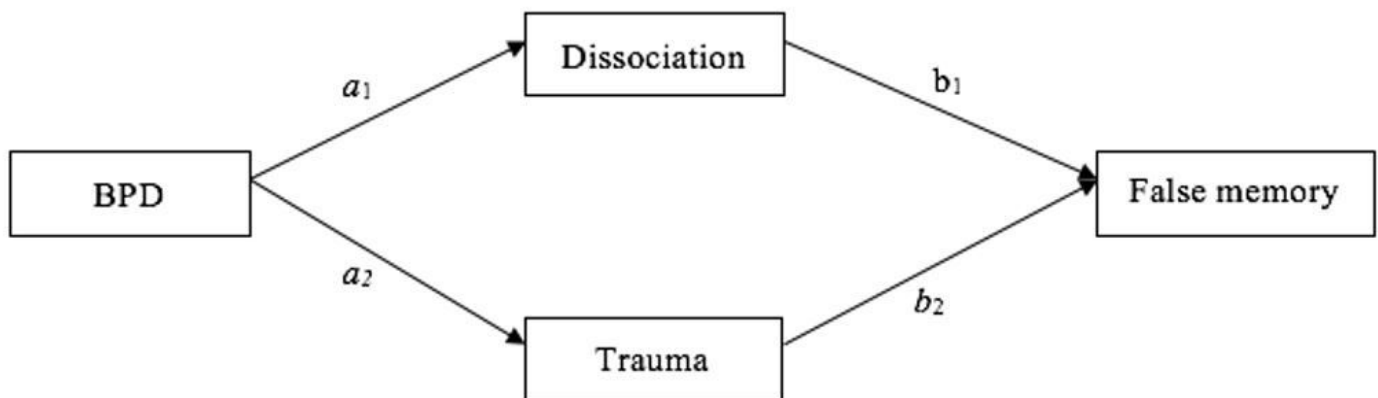 Dissociation
a1
b1
BPD
False memory
a2
b2
Trauma